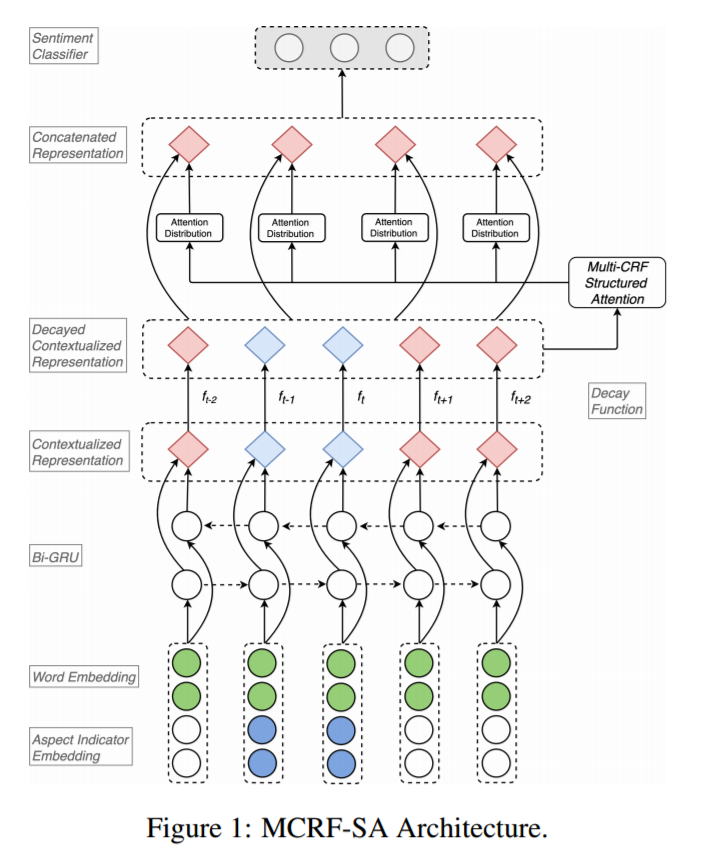 Sentiment
Classifier
Concatenated
Representation
Attention
Distribution
Attention
Distribution
Attention
Distribution
Attention
Distribution
Multi-CRF
Structured
Attention
Decayed
Contextualized
Representation
f_{t-2}
f_{t-1}
f_t
f_{t+1}
f_{t+2}
Decay
Function
Contextualized
Representation
Bi-GRU
Word Embedding
Aspect Indicator
Embedding
Figure 1: MCRF-SA Architecture.